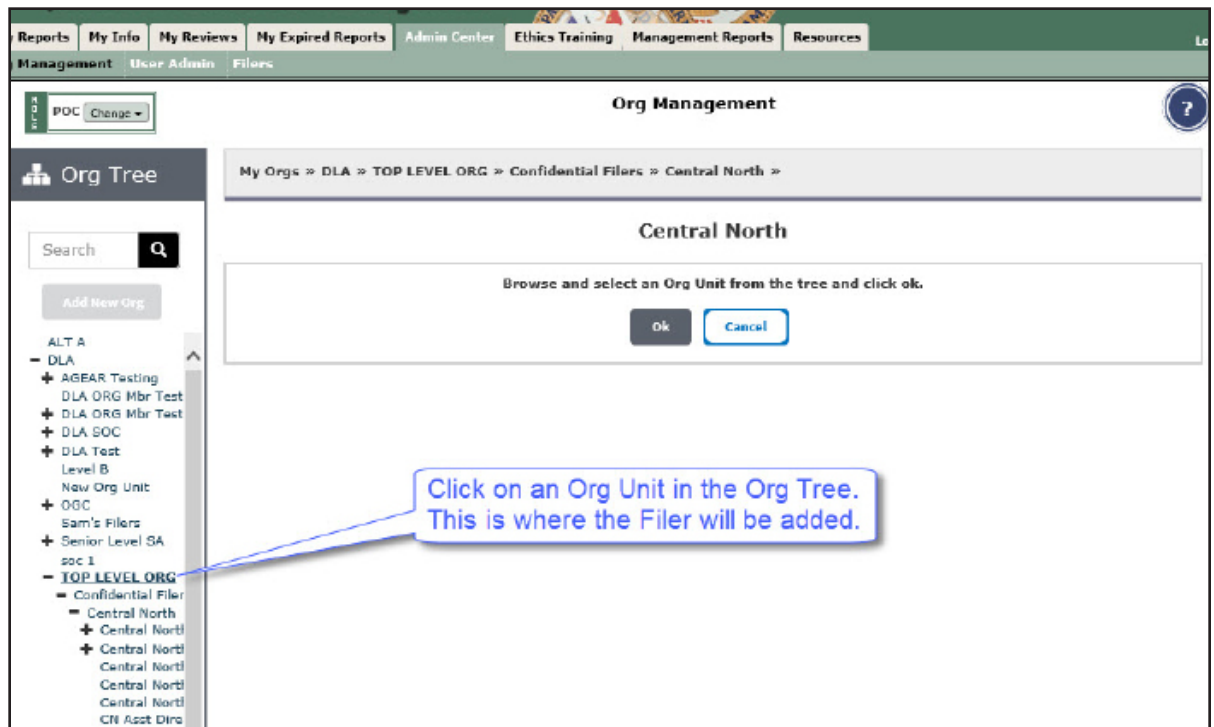 Reports My Info My Reviews My Expired Reports Admin Center Ethics Training Management Reports Resources
Management User Admin Filers
POC Change
Org Management
?
Org Tree
My Orgs » DLA » TOP LEVEL ORG » Confidential Filers » Central North »
Central North
Search
Browse and select an Org Unit from the tree and click ok.
Add New Org
Ok Cancel
ALT A
DLA
AGEAR Testing
DLA ORG Mbr Test
DLA ORG Mbr Test
DLA SOC
DLA Test
Level B
New Org Unit
OGC
Sam's Filers
Senior Level SA
soc 1
TOP LEVEL ORG
Confidential Filer
Central North
Central North
Central North
Central North
Central North
Central North
CN Asst Dire
Click on an Org Unit in the Org Tree.
This is where the Filer will be added.